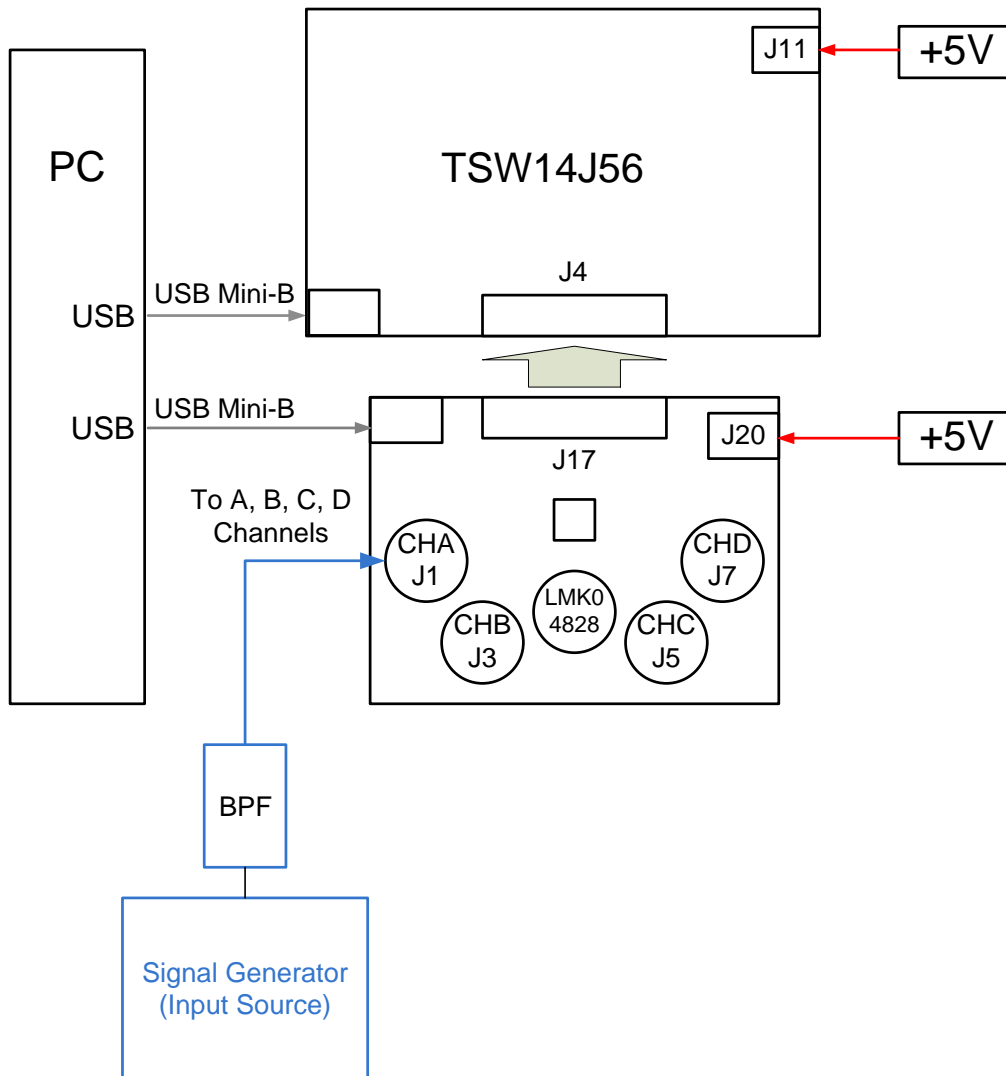 J11
+5V
PC
TSW14J56
J4
USB Mini-B
USB
USB Mini-B
USB
J20
+5V
J17
To A, B, C, D
Channels
CHA
J1
CHD
J7
LMK0
4828
CHB
J3
CHC
J5
BPF
Signal Generator
(Input Source)